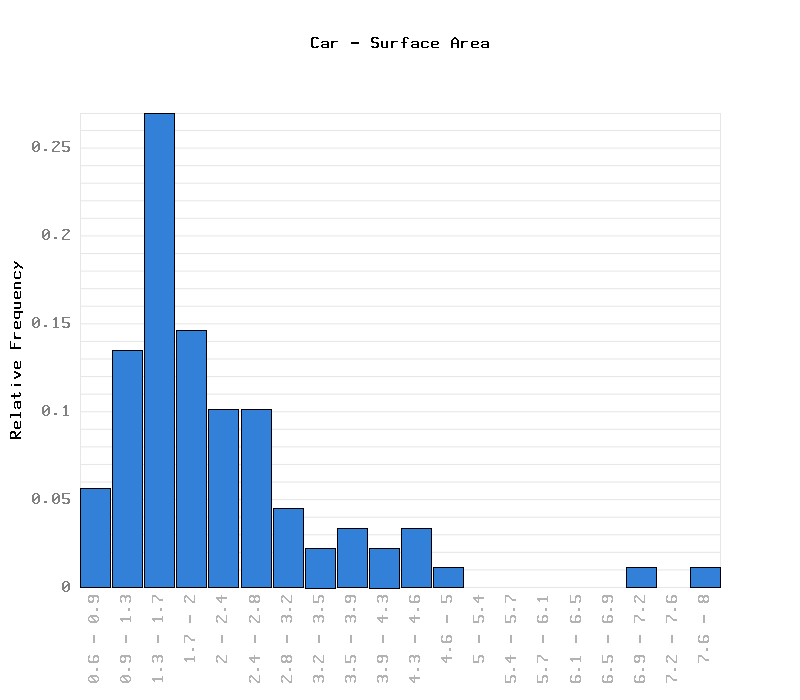 Car - Surface Area
Relative Frequency
0.25
0.2
0.15
0.1
0.05
0
0.6 - 0.9
0.9 - 1.3
1.3 - 1.7
1.7 - 2
2 - 2.4
2.4 - 2.8
2.8 - 3.2
3.2 - 3.5
3.5 - 3.9
3.9 - 4.3
4.3 - 4.6
4.6 - 5
5 - 5.4
5.4 - 5.7
5.7 - 6.1
6.1 - 6.5
6.5 - 6.9
6.9 - 7.2
7.2 - 7.6
7.6 - 8